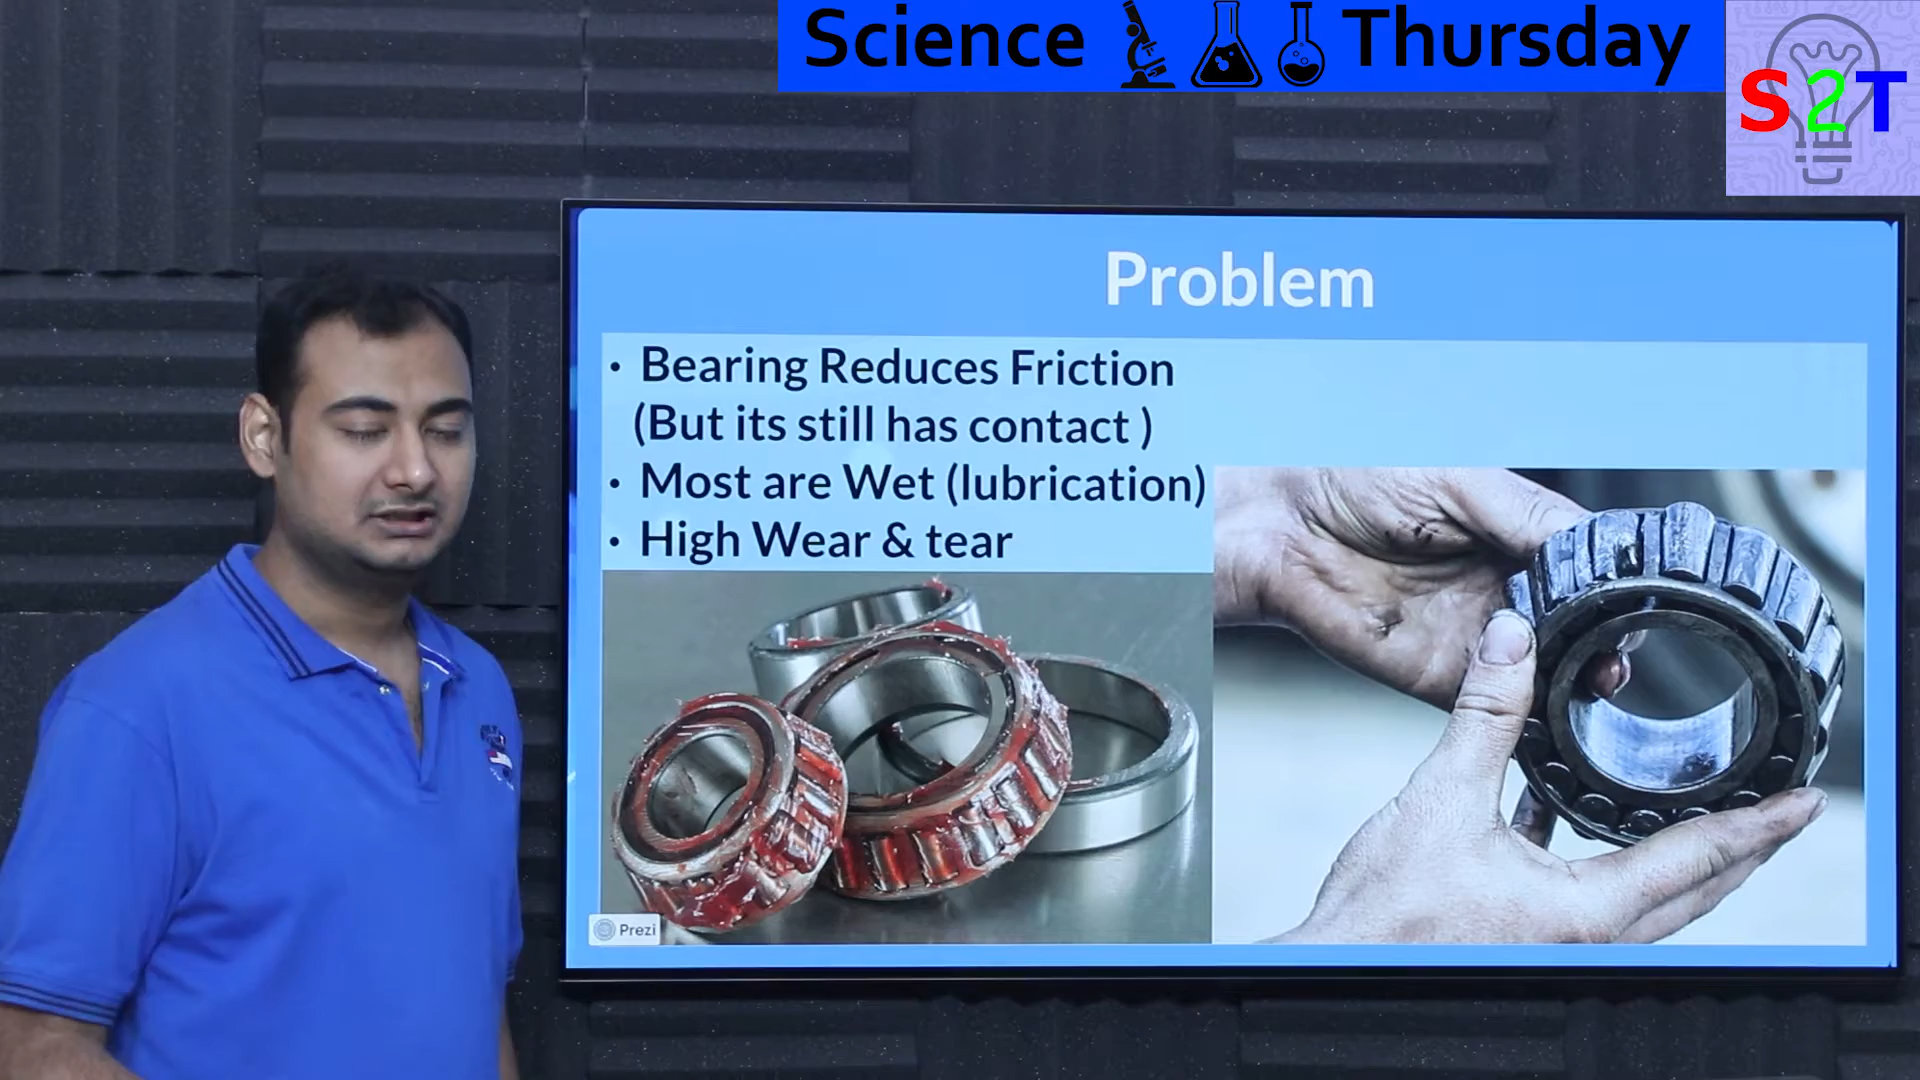 Science Thursday
S2T
Problem
• Bearing Reduces Friction
(But its still has contact )
• Most are Wet (lubrication)
• High Wear & tear
Prezi